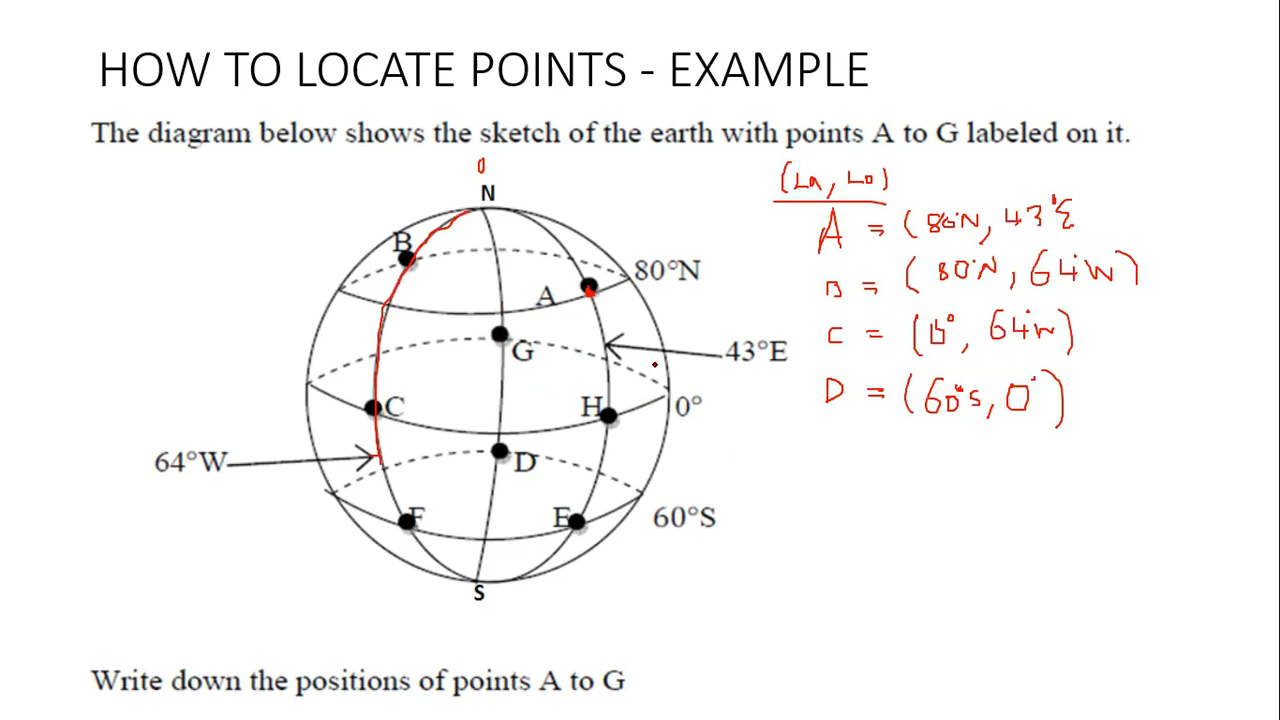 HOW TO LOCATE POINTS - EXAMPLE
The diagram below shows the sketch of the earth with points A to G labeled on it.
0
N
(La, Lo)
B
A = (80°N, 43°E
80°N
A
B = (80°N, 64°W)
G
43°E
C = (0°, 64°W)
C
H
0°
D = (60°S, 0°)
64°W
D
F
E
60°S
S
Write down the positions of points A to G